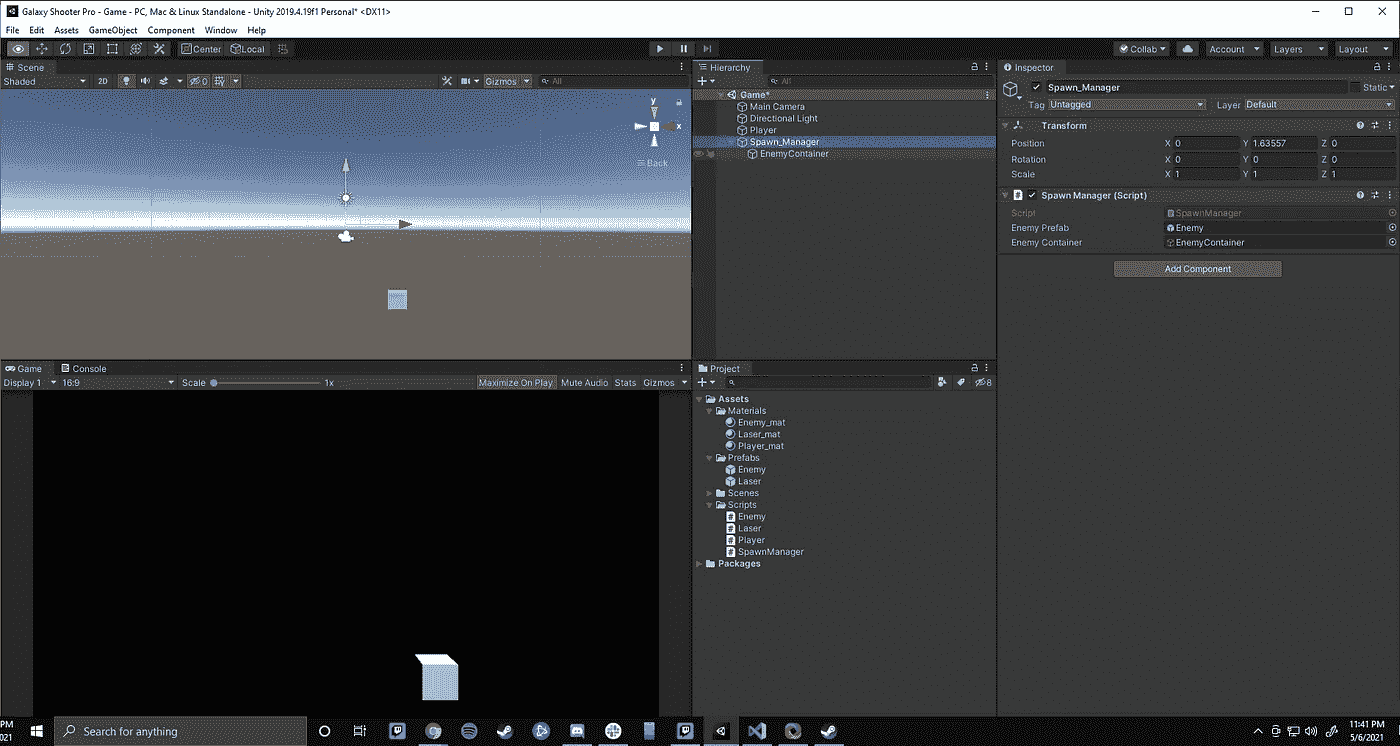 Galaxy Shooter Pro - Game - PC, Mac & Linux Standalone - Unity 2019.4.19f1 Personal* <DX11>
File Edit Assets GameObject Component Window Help
Center Local Collab Account Layers Layout
Scene
Shaded 2D 0 Gizmos All
y
x
Back
Hierarchy
All
Game*
Main Camera
Directional Light
Player
Spawn_Manager
EnemyContainer
Inspector
Spawn_Manager Static
Tag Untagged Layer Default
Transform
Position X 0 Y 1.63557 Z 0
Rotation X 0 Y 0 Z 0
Scale X 1 Y 1 Z 1
Spawn Manager (Script)
Script SpawnManager
Enemy Prefab Enemy
Enemy Container EnemyContainer
Add Component
Game Console
Display 1 16:9 Scale 1x Maximize On Play Mute Audio Stats Gizmos
Project
8
Assets
Materials
Enemy_mat
Laser_mat
Player_mat
Prefabs
Enemy
Laser
Scenes
Scripts
Enemy
Laser
Player
SpawnManager
Packages
PM
021
Search for anything
11:41 PM
5/6/2021